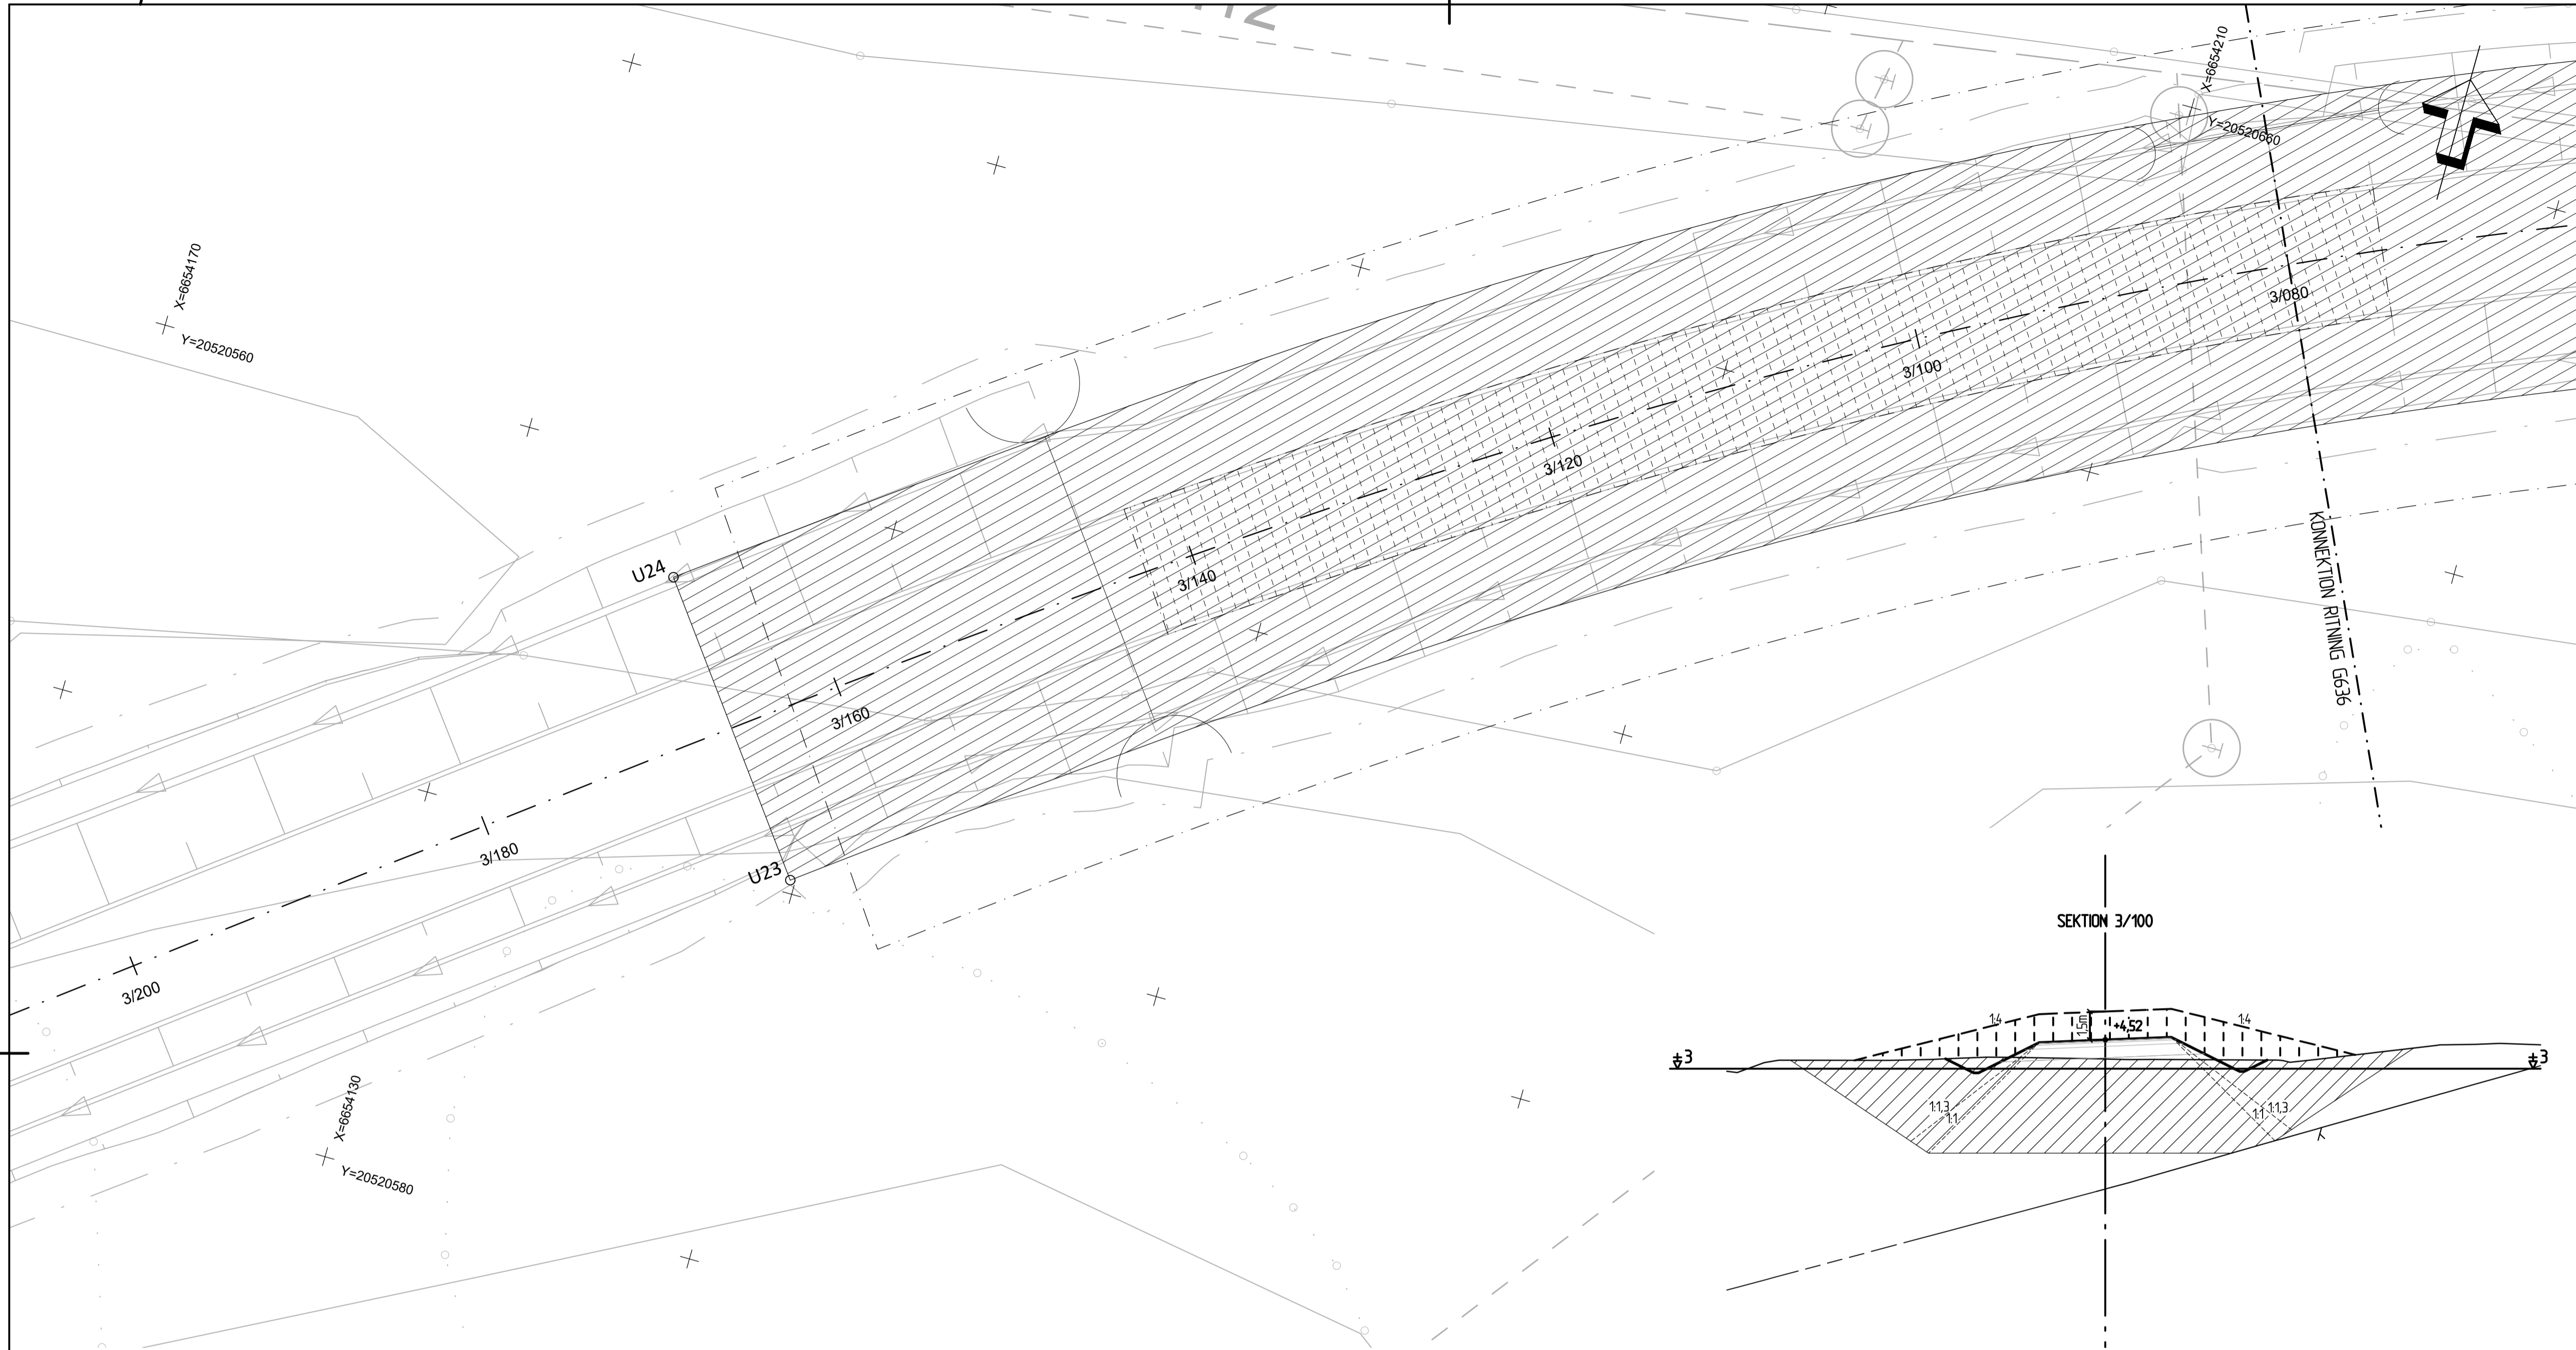 X=6654210
Y=20520660
X=6654170
Y=20520560
3/080
3/100
3/120
3/140
3/160
3/180
3/200
U24
U23
KONNEKTION RITNING G636
X=6654130
Y=20520580
SEKTION 3/100
1:4
1,5m
+4,52
1:4
+3
+3
1:1,3
1:1
1:1
1:1,3